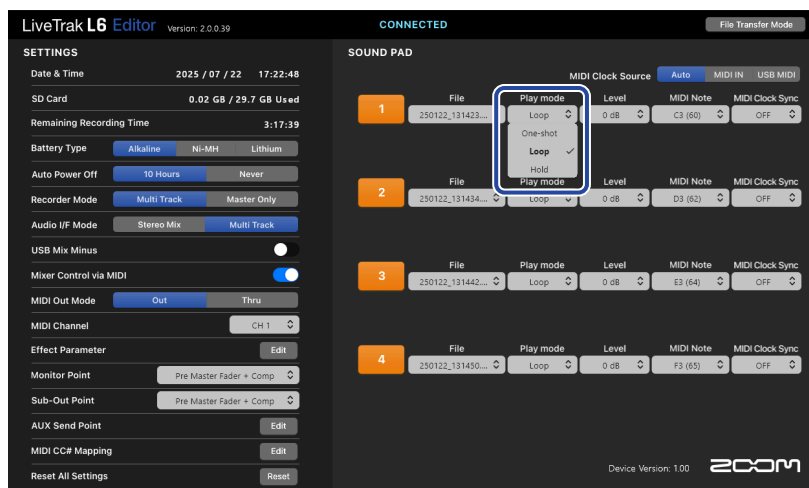 LiveTrak L6 Editor Version: 2.0.0.39 CONNECTED File Transfer Mode
SETTINGS
Date & Time 2025 / 07 / 22 17:22:48
SD Card 0.02 GB / 29.7 GB Used
Remaining Recording Time 3:17:39
Battery Type Alkaline Ni-MH Lithium
Auto Power Off 10 Hours Never
Recorder Mode Multi Track Master Only
Audio I/F Mode Stereo Mix Multi Track
USB Mix Minus
Mixer Control via MIDI
MIDI Out Mode Out Thru
MIDI Channel CH 1
Effect Parameter Edit
Monitor Point Pre Master Fader + Comp
Sub-Out Point Pre Master Fader + Comp
AUX Send Point Edit
MIDI CC# Mapping Edit
Reset All Settings Reset
SOUND PAD
MIDI Clock Source Auto MIDI IN USB MIDI
File Play mode Level MIDI Note MIDI Clock Sync
1 250122_131423.... Loop 0 dB C3 (60) OFF
One-shot
Loop
Hold
File Play mode Level MIDI Note MIDI Clock Sync
2 250122_131434.... Loop 0 dB D3 (62) OFF
File Play mode Level MIDI Note MIDI Clock Sync
3 250122_131442.... Loop 0 dB E3 (64) OFF
File Play mode Level MIDI Note MIDI Clock Sync
4 250122_131450.... Loop 0 dB F3 (65) OFF
Device Version: 1.00 ZOOM